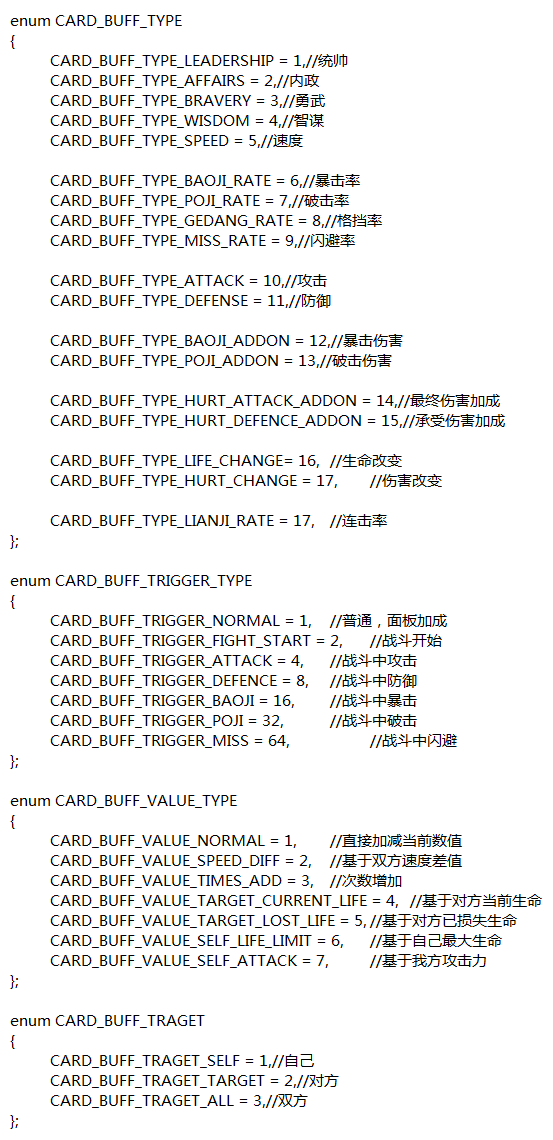 enum CARD_BUFF_TYPE
{
CARD_BUFF_TYPE_LEADERSHIP = 1,//统帅
CARD_BUFF_TYPE_AFFAIRS = 2,//内政
CARD_BUFF_TYPE_BRAVERY = 3,//勇武
CARD_BUFF_TYPE_WISDOM = 4,//智谋
CARD_BUFF_TYPE_SPEED = 5,//速度
CARD_BUFF_TYPE_BAOJI_RATE = 6,//暴击率
CARD_BUFF_TYPE_POJI_RATE = 7,//破击率
CARD_BUFF_TYPE_GEDANG_RATE = 8,//格挡率
CARD_BUFF_TYPE_MISS_RATE = 9,//闪避率
CARD_BUFF_TYPE_ATTACK = 10,//攻击
CARD_BUFF_TYPE_DEFENSE = 11,//防御
CARD_BUFF_TYPE_BAOJI_ADDON = 12,//暴击伤害
CARD_BUFF_TYPE_POJI_ADDON = 13,//破击伤害
CARD_BUFF_TYPE_HURT_ATTACK_ADDON = 14,//最终伤害加成
CARD_BUFF_TYPE_HURT_DEFENCE_ADDON = 15,//承受伤害加成
CARD_BUFF_TYPE_LIFE_CHANGE= 16, //生命改变
CARD_BUFF_TYPE_HURT_CHANGE = 17, //伤害改变
CARD_BUFF_TYPE_LIANJI_RATE = 17, //连击率
};
enum CARD_BUFF_TRIGGER_TYPE
{
CARD_BUFF_TRIGGER_NORMAL = 1, //普通，面板加成
CARD_BUFF_TRIGGER_FIGHT_START = 2, //战斗开始
CARD_BUFF_TRIGGER_ATTACK = 4, //战斗中攻击
CARD_BUFF_TRIGGER_DEFENCE = 8, //战斗中防御
CARD_BUFF_TRIGGER_BAOJI = 16, //战斗中暴击
CARD_BUFF_TRIGGER_POJI = 32, //战斗中破击
CARD_BUFF_TRIGGER_MISS = 64, //战斗中闪避
};
enum CARD_BUFF_VALUE_TYPE
{
CARD_BUFF_VALUE_NORMAL = 1, //直接加减当前数值
CARD_BUFF_VALUE_SPEED_DIFF = 2, //基于双方速度差值
CARD_BUFF_VALUE_TIMES_ADD = 3, //次数增加
CARD_BUFF_VALUE_TARGET_CURRENT_LIFE = 4, //基于对方当前生命
CARD_BUFF_VALUE_TARGET_LOST_LIFE = 5, //基于对方已损失生命
CARD_BUFF_VALUE_SELF_LIFE_LIMIT = 6, //基于自己最大生命
CARD_BUFF_VALUE_SELF_ATTACK = 7, //基于我方攻击力
};
enum CARD_BUFF_TRAGET
{
CARD_BUFF_TRAGET_SELF = 1,//自己
CARD_BUFF_TRAGET_TARGET = 2,//对方
CARD_BUFF_TRAGET_ALL = 3,//双方
};